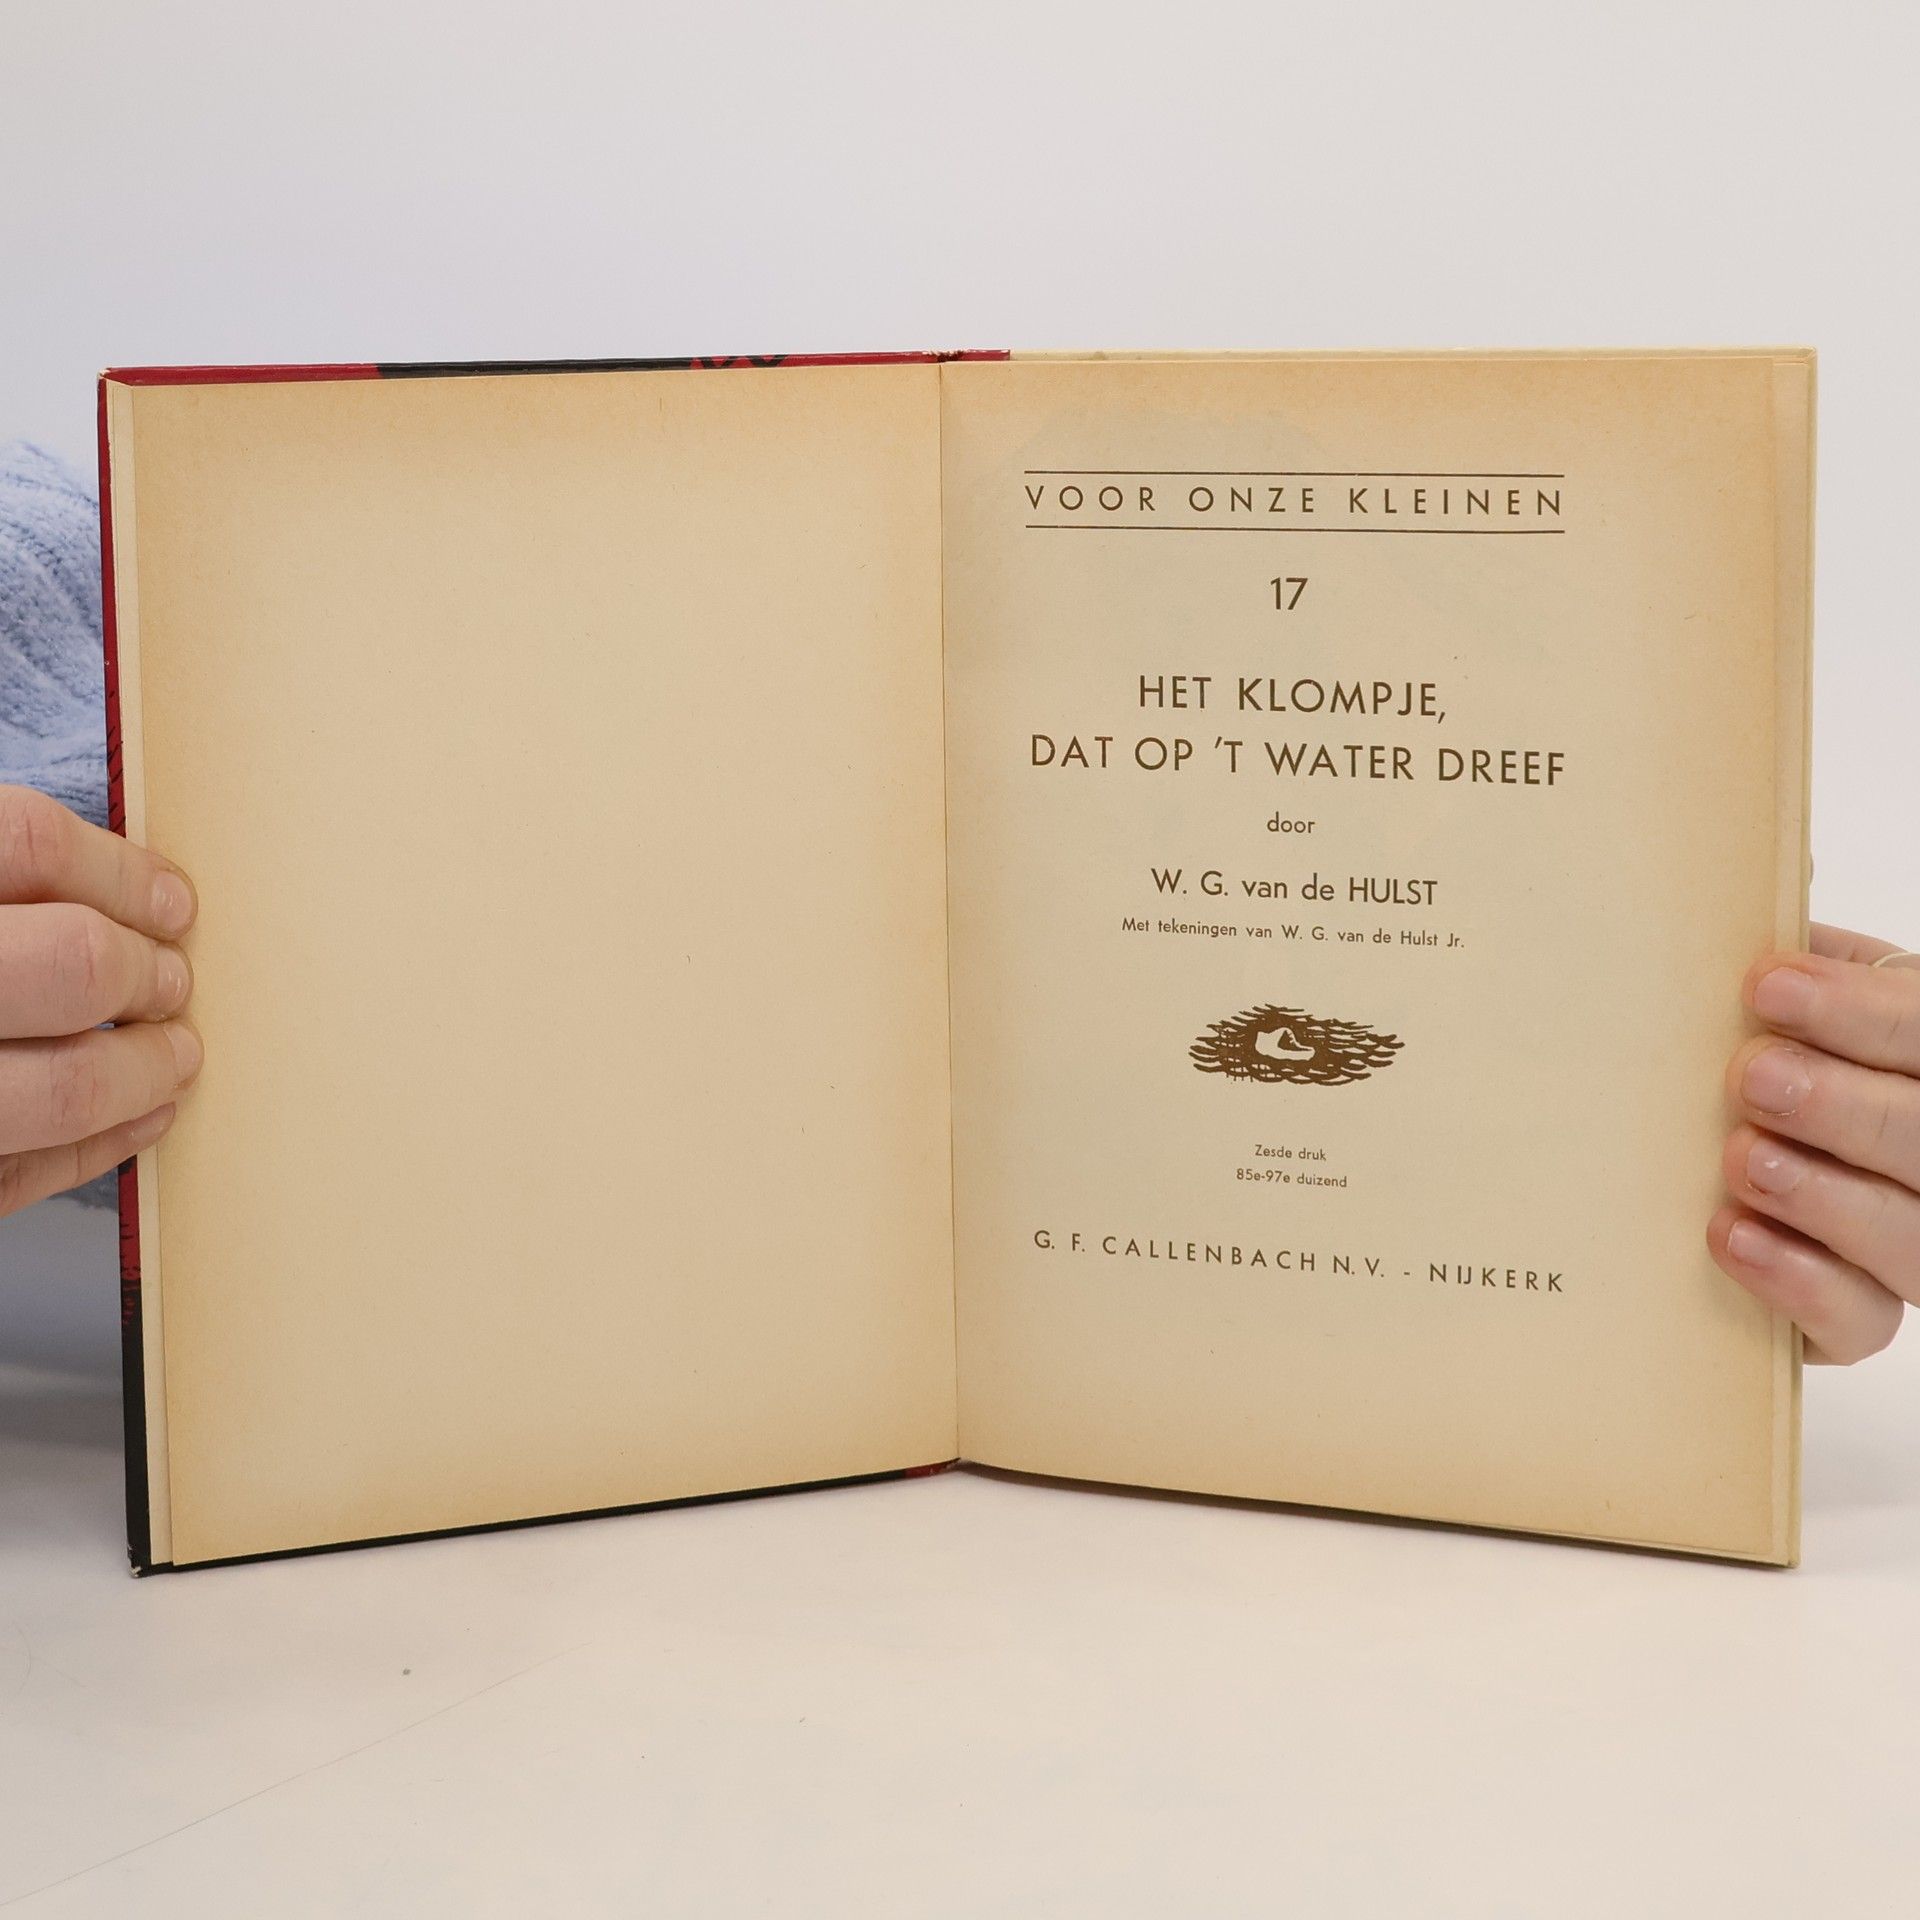 VOOR ONZE KLEINEN
17
HET KLOMPJE,
DAT OP 'T WATER DREEF
door
W. G. van de HULST
Met tekeningen van W. G. van de Hulst Jr.
Zesde druk
85e-97e duizend
G. F. CALLENBACH N.V. - NIJKERK